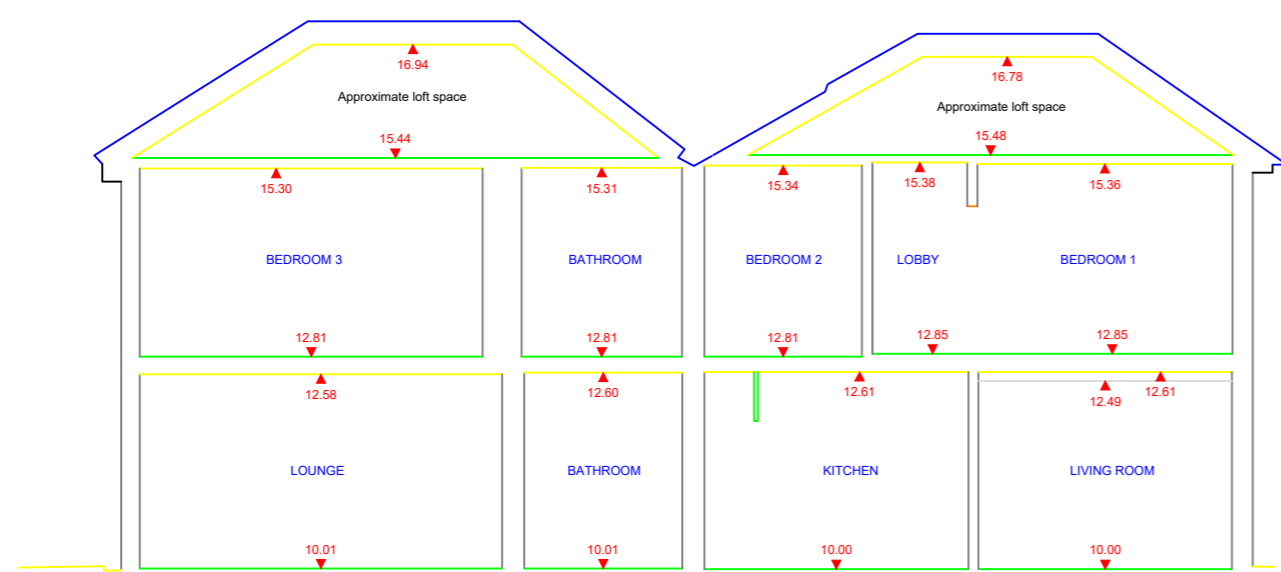 16.94
16.78
Approximate loft space
Approximate loft space
15.44
15.48
15.30
15.31
15.34
15.38
15.36
BEDROOM 3
BATHROOM
BEDROOM 2
LOBBY
BEDROOM 1
12.81
12.81
12.81
12.85
12.85
12.58
12.60
12.61
12.49
12.61
LOUNGE
BATHROOM
KITCHEN
LIVING ROOM
10.01
10.01
10.00
10.00